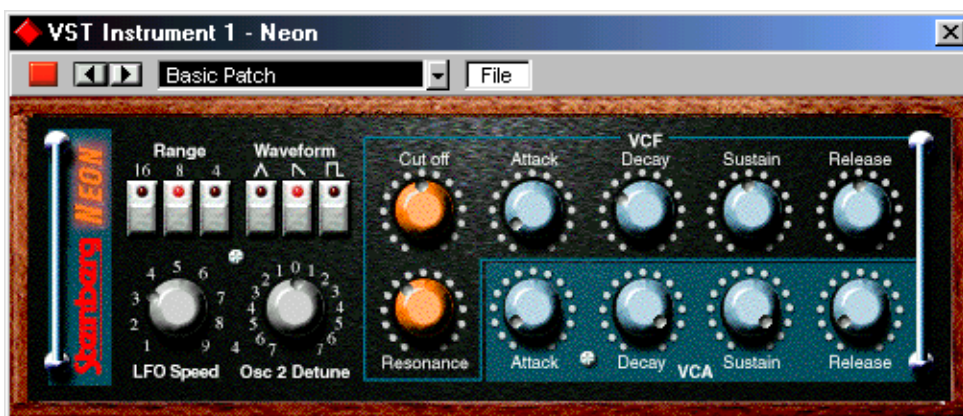 VST Instrument 1 - Neon
Basic Patch
File
NEON
Steinberg
Range
16 8 4
Waveform
LFO Speed
1 2 3 4 5 6 7 8 9
Osc 2 Detune
4 7 6 5 4 3 2 1 0 1 2 3 4 5 6 7
VCF
Cut off Attack Decay Sustain Release
Resonance
Attack Decay Sustain Release
VCA